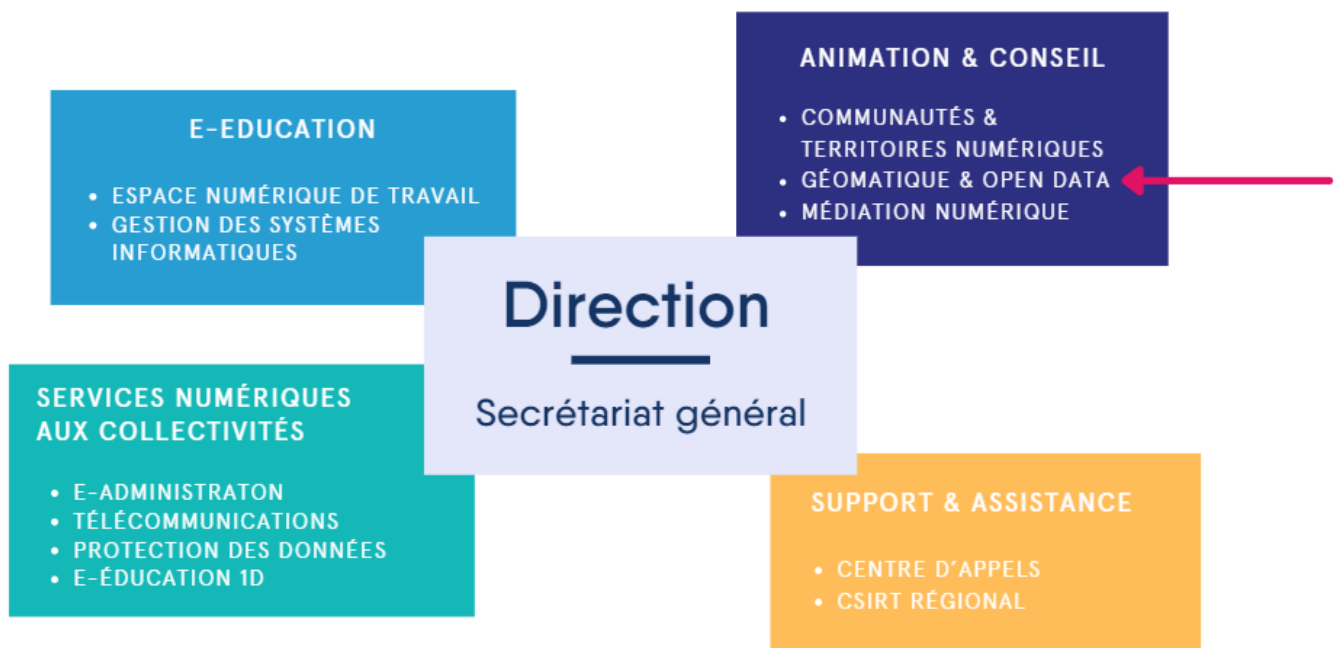 E-EDUCATION
• ESPACE NUMÉRIQUE DE TRAVAIL
• GESTION DES SYSTÈMES
INFORMATIQUES
ANIMATION & CONSEIL
• COMMUNAUTÉS &
TERRITOIRES NUMÉRIQUES
• GÉOMATIQUE & OPEN DATA
• MÉDIATION NUMÉRIQUE
Direction
Secrétariat général
SERVICES NUMÉRIQUES
AUX COLLECTIVITÉS
• E-ADMINISTRATON
• TÉLÉCOMMUNICATIONS
• PROTECTION DES DONNÉES
• E-ÉDUCATION 1D
SUPPORT & ASSISTANCE
• CENTRE D'APPELS
• CSIRT RÉGIONAL